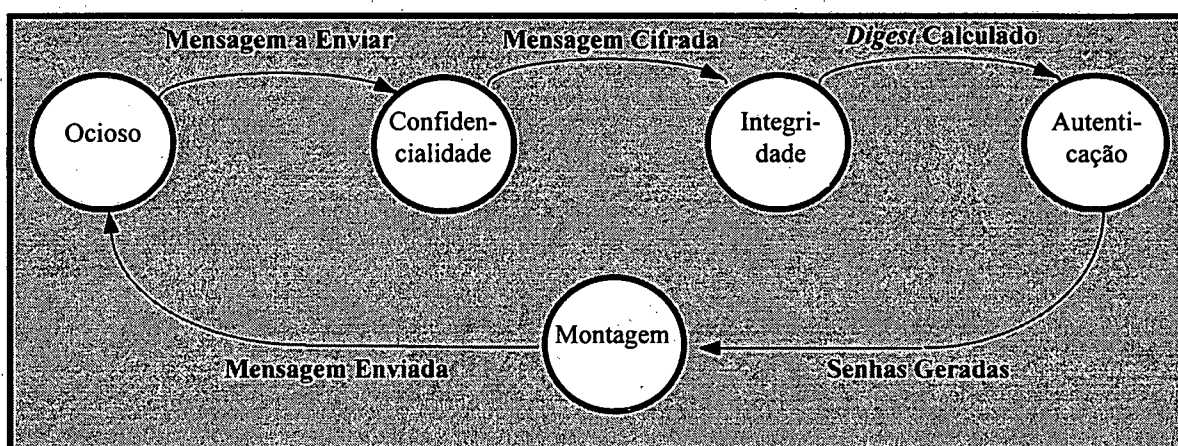 Mensagem a Enviar
Mensagem Cifrada
Digest Calculado
Ocioso
Confiden-
cialidade
Integri-
dade
Autenti-
cação
Montagem
Mensagem Enviada
Senhas Geradas